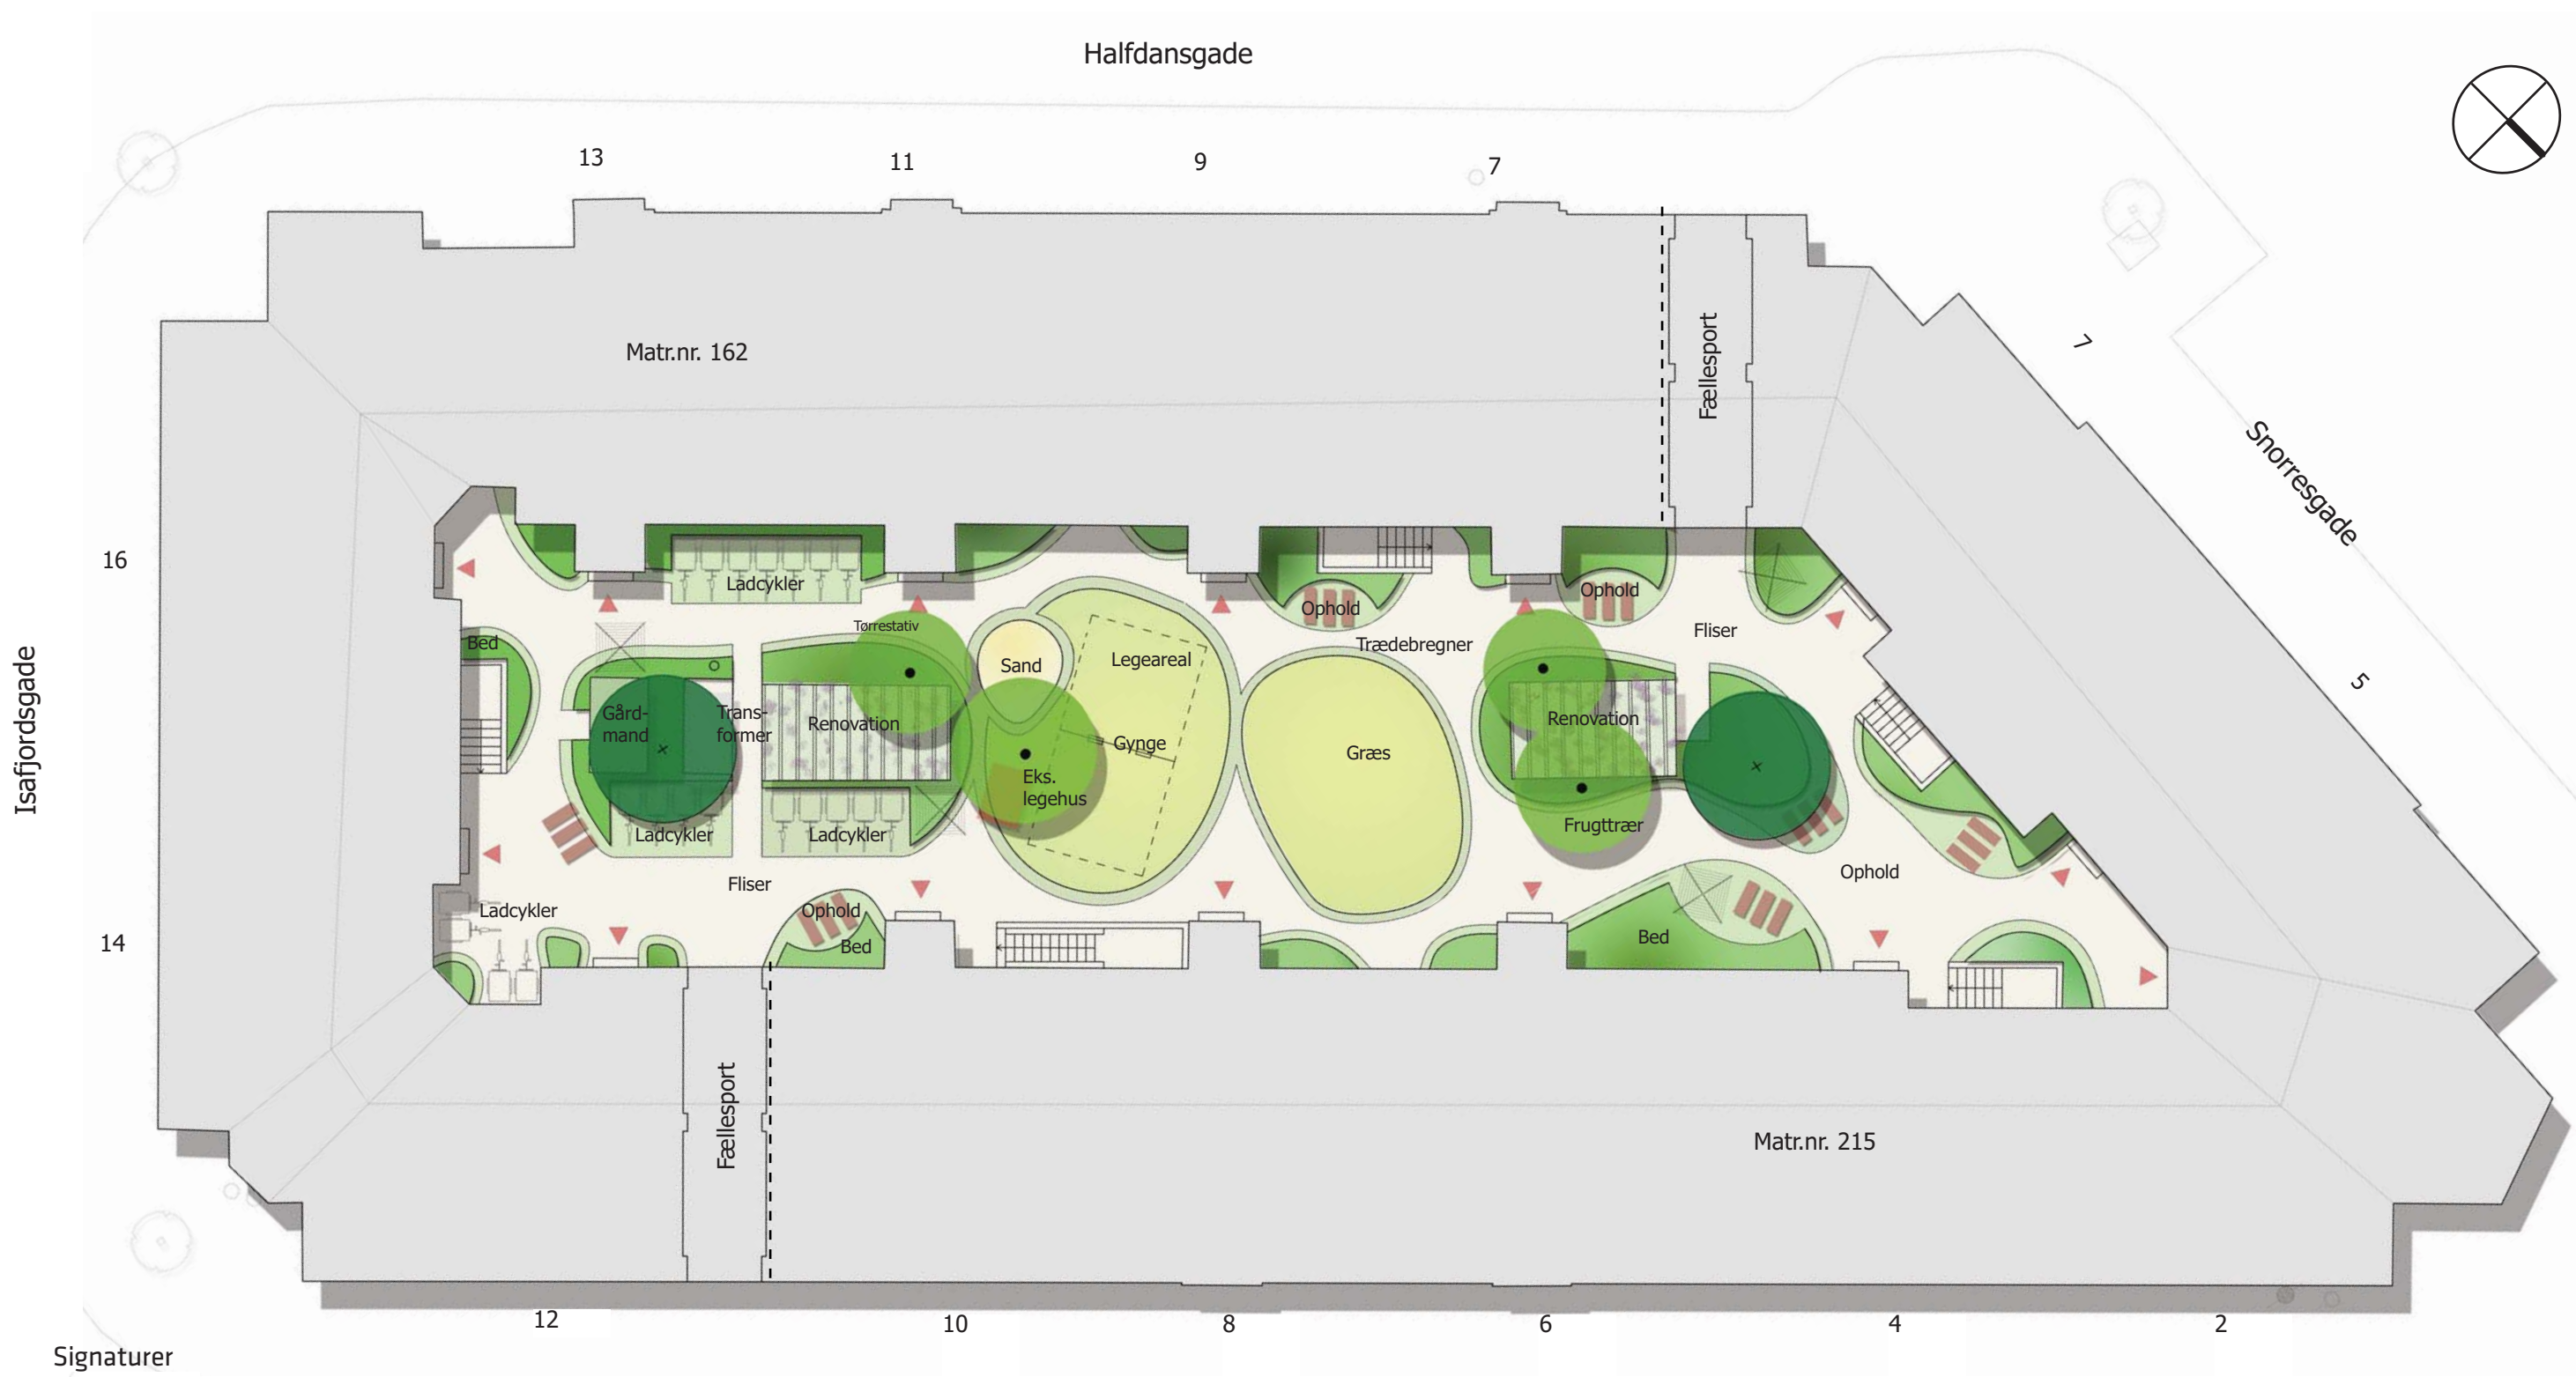 Halfdansgade
13
11
9
7
Matr.nr. 162
Fællesport
7
Snorresgade
5
16
Isafjordsgade
14
Ladcykler
Ophold
Ophold
Tørrestativ
Fliser
Bed
Sand
Legeareal
Trædebregner
Gård-
mand
Trans-
former
Renovation
Gynge
Græs
Renovation
Eks.
legehus
Ladcykler
Ladcykler
Frugttrær
Fliser
Ophold
Ladcykler
Ophold
Bed
Bed
Fællesport
Matr.nr. 215
12
10
8
6
4
2
Signaturer